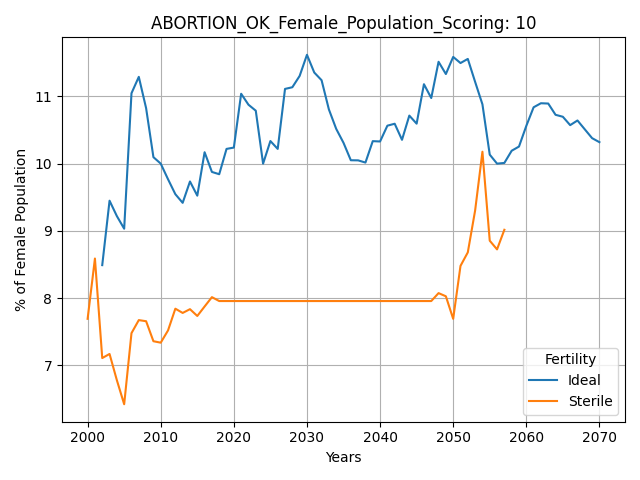 ABORTION_OK_Female_Population_Scoring: 10
% of Female Population
11
10
9
8
7
Fertility
Ideal
Sterile
2000 2010 2020 2030 2040 2050 2060 2070
Years